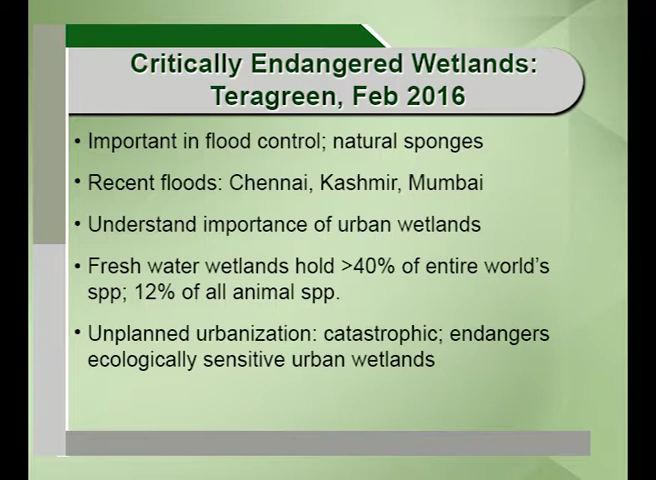 Critically Endangered Wetlands:
Teragreen, Feb 2016
• Important in flood control; natural sponges
• Recent floods: Chennai, Kashmir, Mumbai
• Understand importance of urban wetlands
• Fresh water wetlands hold >40% of entire world's
spp; 12% of all animal spp.
• Unplanned urbanization: catastrophic; endangers
ecologically sensitive urban wetlands